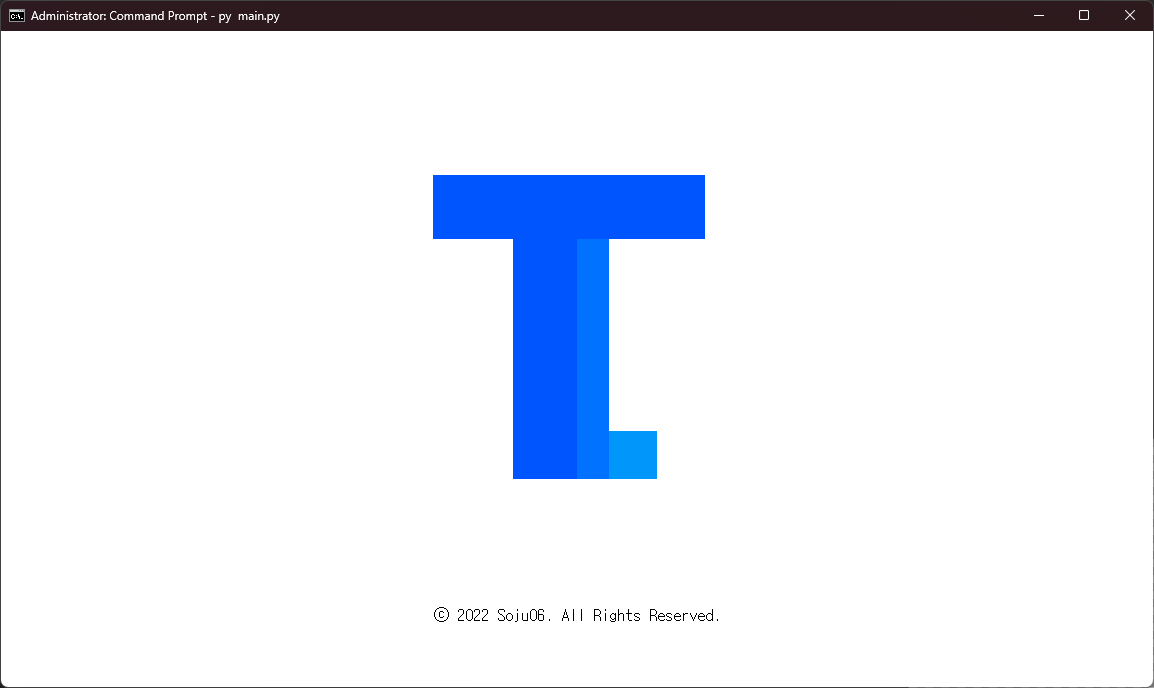 Administrator: Command Prompt - py  main.py
ⓒ 2022 Soju06. All Rights Reserved.